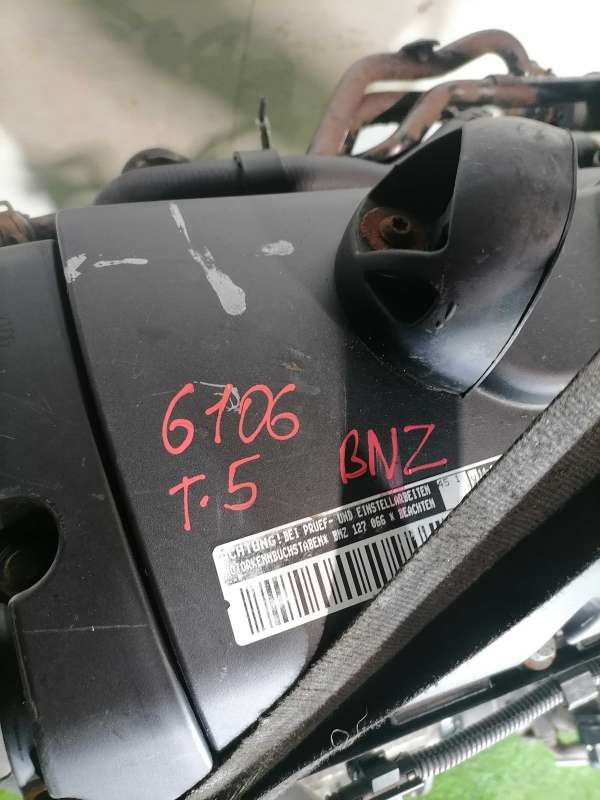 6106
T.5 BNZ
ACHTUNG! BEI PRUEF- UND EINSTELLARBEITEN
MOTORKENNBUCHSTABEN* BNZ 127 066 * BEACHTEN